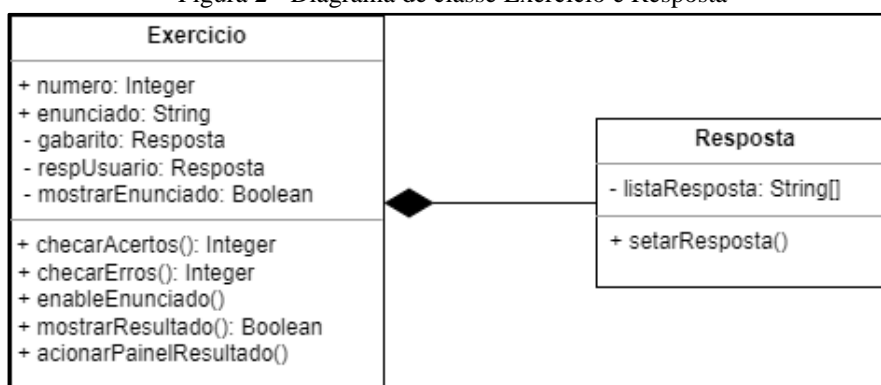 Figura 2 - Diagrama de classe Exercício e Resposta
Exercicio
+ numero: Integer
+ enunciado: String
- gabarito: Resposta
- respUsuario: Resposta
- mostrarEnunciado: Boolean
+ checarAcertos(): Integer
+ checarErros(): Integer
+ enableEnunciado()
+ mostrarResultado(): Boolean
+ acionarPainelResultado()
Resposta
- listaResposta: String[]
+ setarResposta()